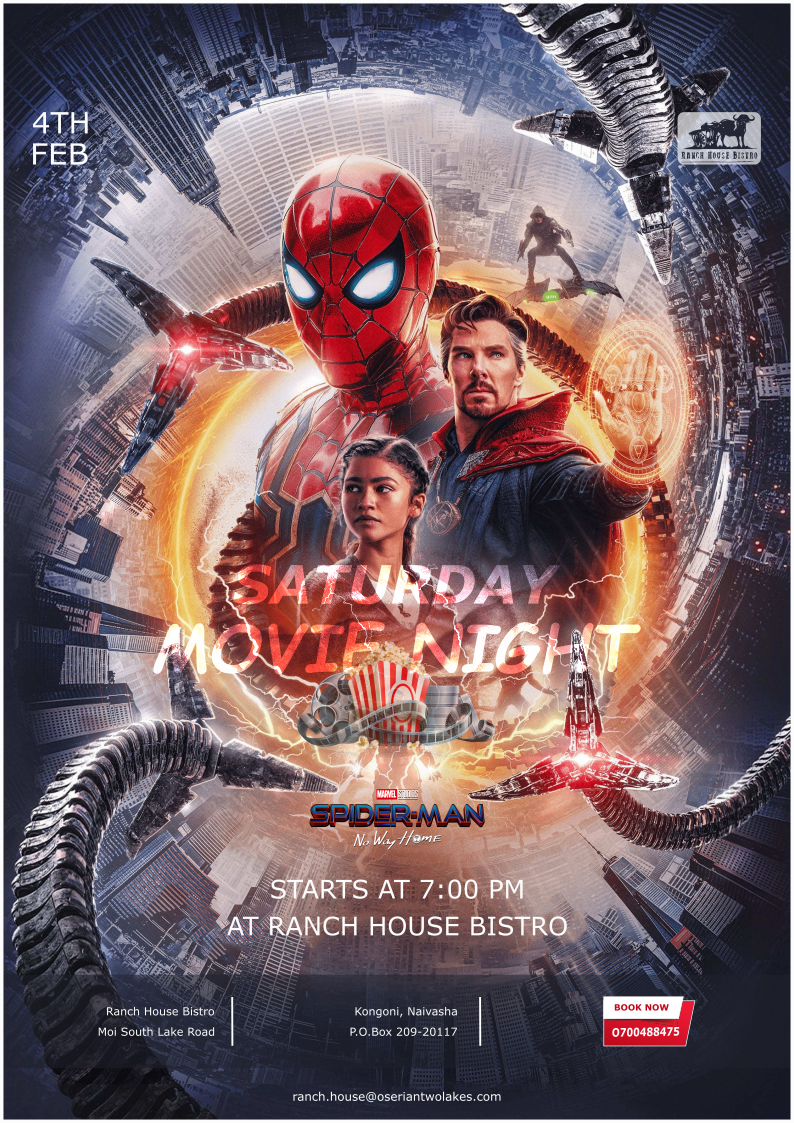 4TH
FEB
RANCH HOUSE BISTRO
SATURDAY
MOVIE NIGHT
MARVEL STUDIOS
SPIDER-MAN
NO WAY HOME
STARTS AT 7:00 PM
AT RANCH HOUSE BISTRO
Ranch House Bistro
Moi South Lake Road
Kongoni, Naivasha
P.O.Box 209-20117
BOOK NOW
0700488475
ranch.house@oseriantwolakes.com